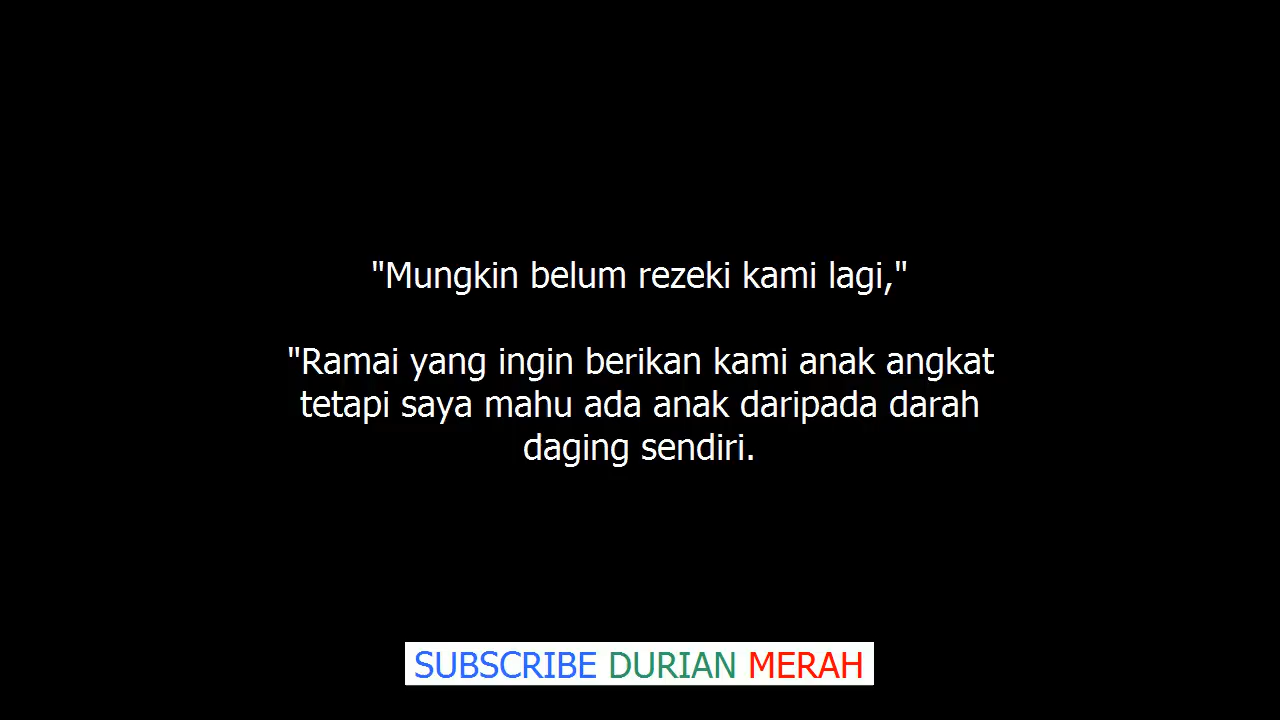 "Mungkin belum rezeki kami lagi,"
"Ramai yang ingin berikan kami anak angkat
tetapi saya mahu ada anak daripada darah
daging sendiri.
SUBSCRIBE DURIAN MERAH